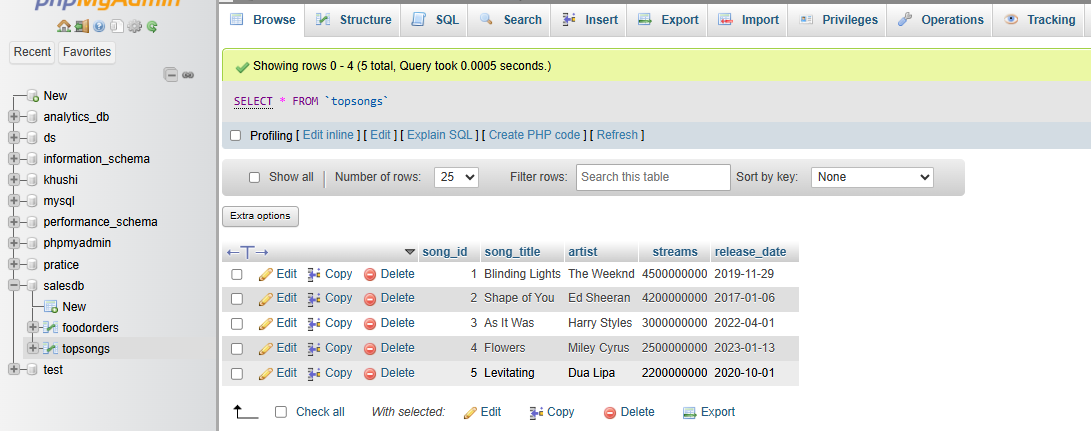 phpMyAdmin
Browse Structure SQL Search Insert Export Import Privileges Operations Tracking
Recent Favorites
New
analytics_db
ds
information_schema
khushi
mysql
performance_schema
phpmyadmin
pratice
salesdb
New
foodorders
topsongs
test
Showing rows 0 - 4 (5 total, Query took 0.0005 seconds.)
SELECT * FROM `topsongs`
Profiling [ Edit inline ] [ Edit ] [ Explain SQL ] [ Create PHP code ] [ Refresh ]
Show all Number of rows: 25 Filter rows: Search this table Sort by key: None
Extra options
←T→ song_id song_title artist streams release_date
Edit Copy Delete 1 Blinding Lights The Weeknd 4500000000 2019-11-29
Edit Copy Delete 2 Shape of You Ed Sheeran 4200000000 2017-01-06
Edit Copy Delete 3 As It Was Harry Styles 3000000000 2022-04-01
Edit Copy Delete 4 Flowers Miley Cyrus 2500000000 2023-01-13
Edit Copy Delete 5 Levitating Dua Lipa 2200000000 2020-10-01
Check all With selected: Edit Copy Delete Export